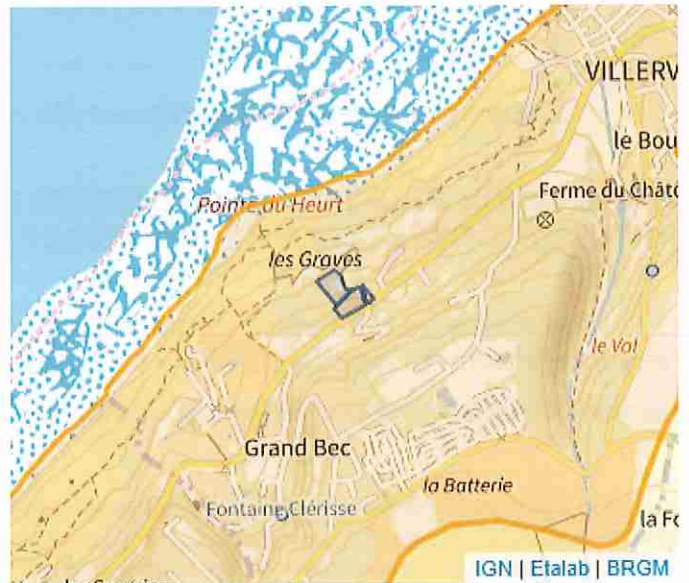 VILLERV
le Bou
Ferme du Châte
Pointe du Heurt
les Graves
le Val
Grand Bec
la Batterie
Fontaine Clérisse
la Fo
IGN | Etalab | BRGM